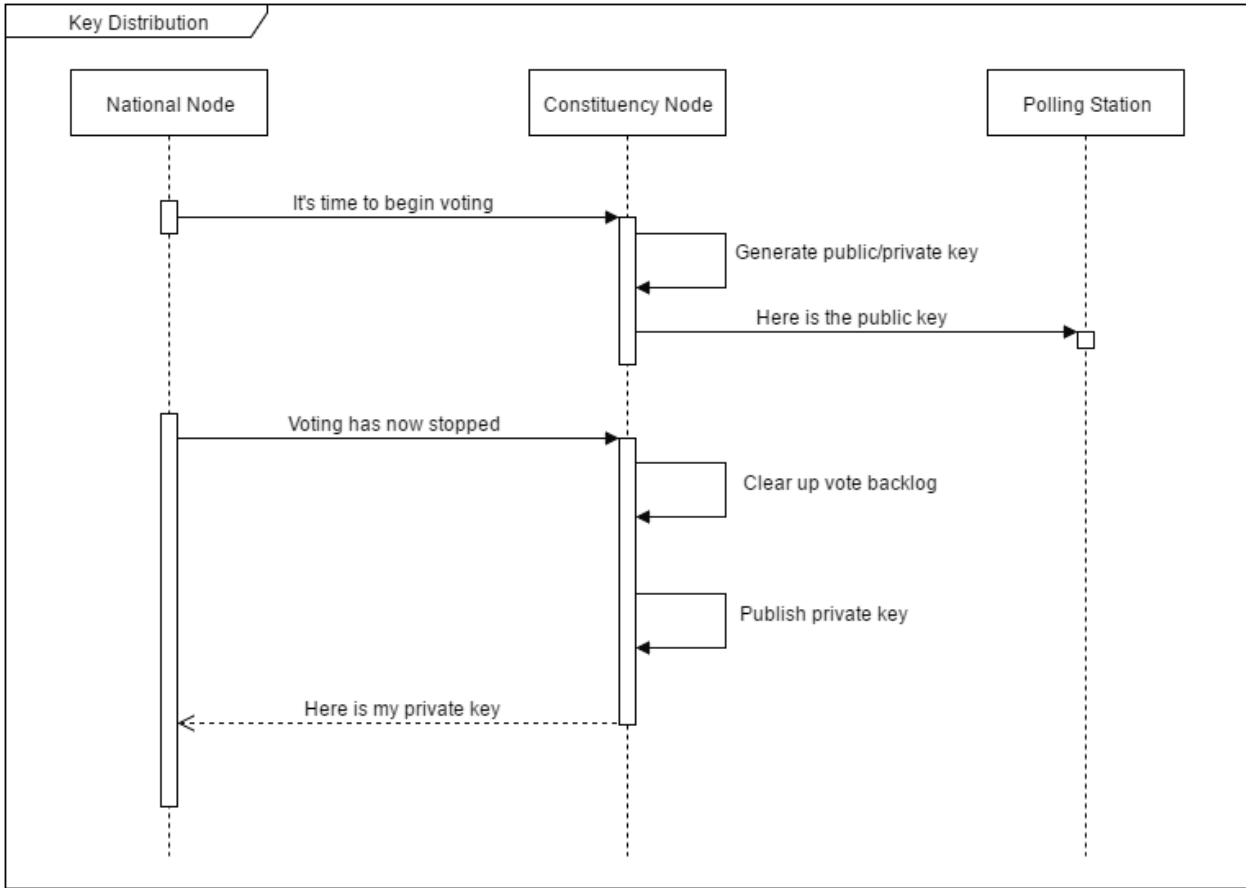 Key Distribution
National Node
Constituency Node
Polling Station
It's time to begin voting
Generate public/private key
Here is the public key
Voting has now stopped
Clear up vote backlog
Publish private key
Here is my private key